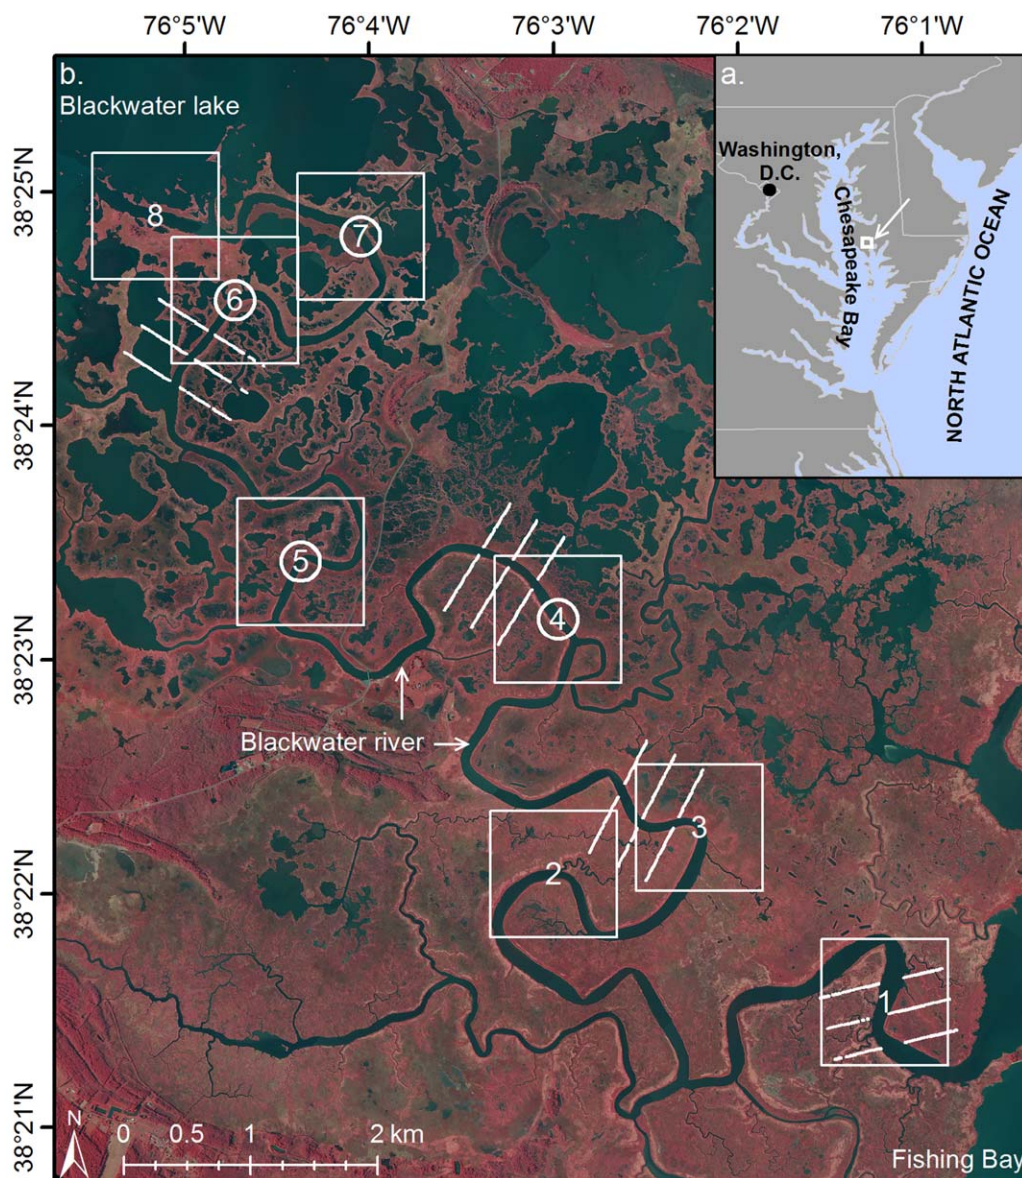 76°5'W 76°4'W 76°3'W 76°2'W 76°1'W
b.
Blackwater lake
a.
Washington,
D.C.
Chesapeake Bay
NORTH ATLANTIC OCEAN
38°25'N
8
7
6
38°24'N
5
4
38°23'N
Blackwater river
3
2
38°22'N
1
38°21'N
N
0 0.5 1 2 km
Fishing Bay